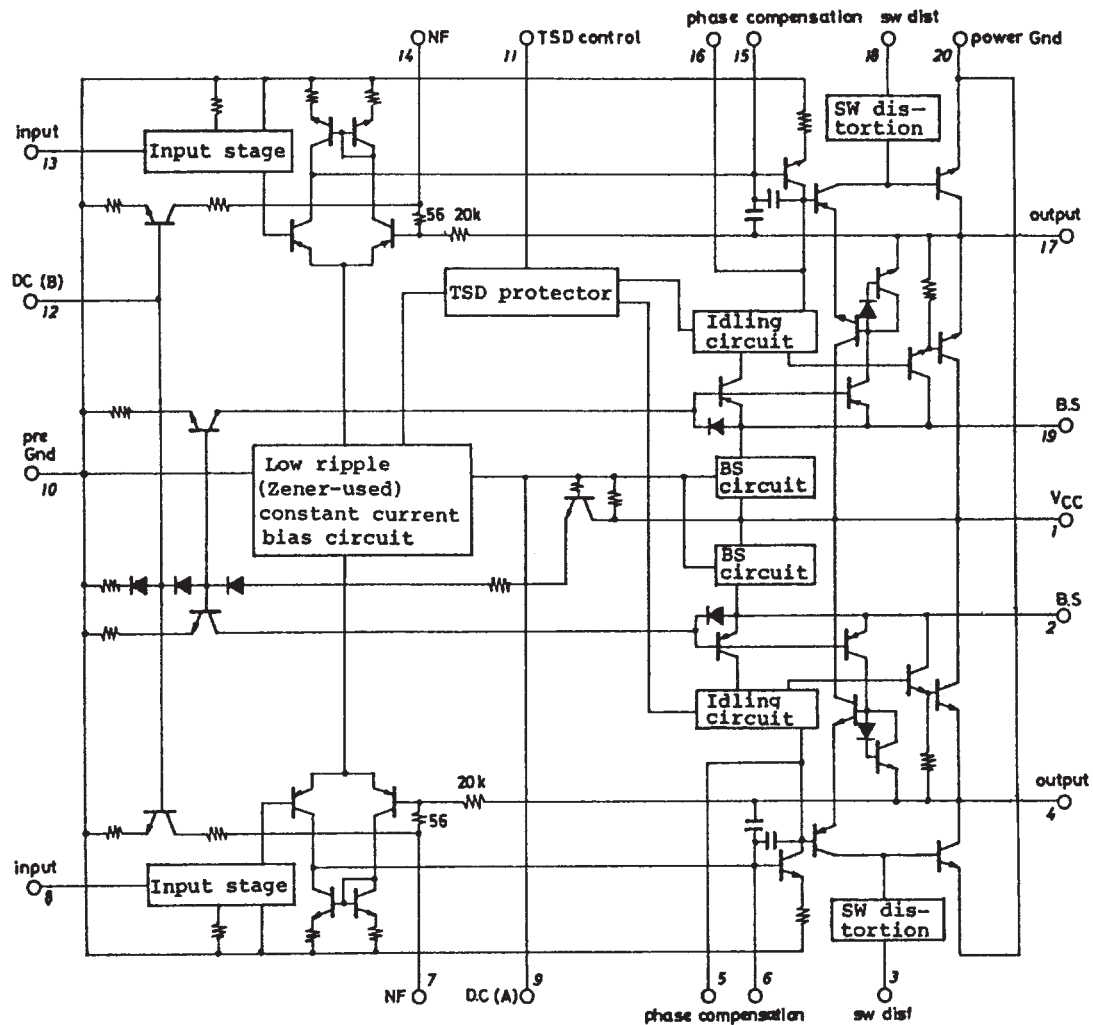 phase compensation
sw dist
NF
14
TSD control
11
16
15
18
power Gnd
20
SW dis-
tortion
input
13
Input stage
56
20k
output
17
DC (B)
12
TSD protector
Idling
circuit
B.S
19
pre
Gnd
10
Low ripple
(Zener-used)
constant current
bias circuit
BS
circuit
VCC
1
BS
circuit
B.S
2
Idling
circuit
20k
56
output
4
input
8
Input stage
SW dis-
tortion
NF
7
D.C (A)
9
5
6
3
phase compensation
sw dist